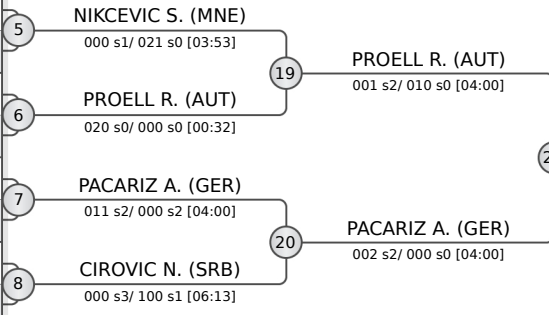 NIKCEVIC S. (MNE)
5
000 s1/ 021 s0 [03:53]
PROELL R. (AUT)
19
001 s2/ 010 s0 [04:00]
PROELL R. (AUT)
6
020 s0/ 000 s0 [00:32]
PACARIZ A. (GER)
7
011 s2/ 000 s2 [04:00]
PACARIZ A. (GER)
20
002 s2/ 000 s0 [04:00]
CIROVIC N. (SRB)
8
000 s3/ 100 s1 [06:13]